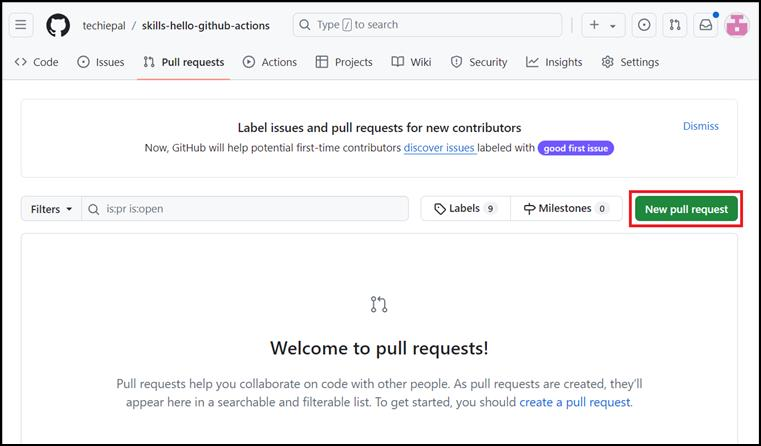 techiepal / skills-hello-github-actions
Type / to search
Code Issues Pull requests Actions Projects Wiki Security Insights Settings
Label issues and pull requests for new contributors
Dismiss
Now, GitHub will help potential first-time contributors discover issues labeled with good first issue
Filters is:pr is:open Labels 9 Milestones 0 New pull request
Welcome to pull requests!
Pull requests help you collaborate on code with other people. As pull requests are created, they'll
appear here in a searchable and filterable list. To get started, you should create a pull request.